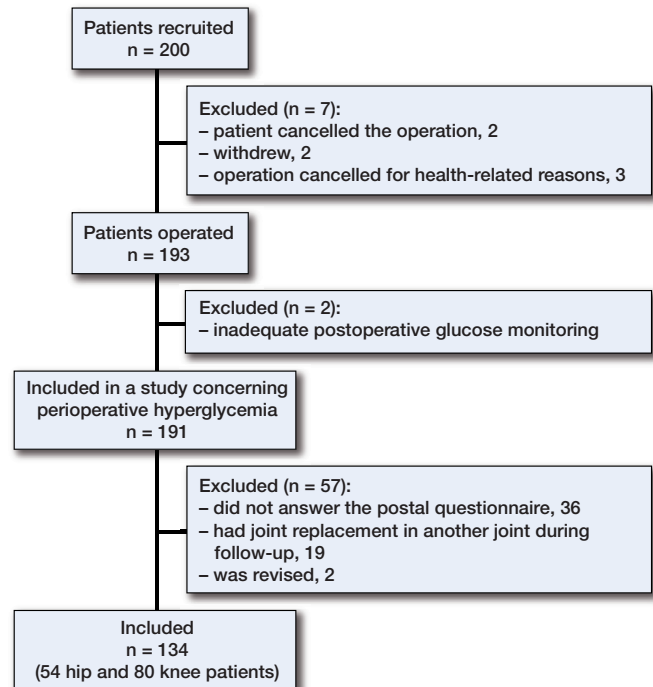 Patients recruited
n = 200
Excluded (n = 7):
– patient cancelled the operation, 2
– withdrew, 2
– operation cancelled for health-related reasons, 3
Patients operated
n = 193
Excluded (n = 2):
– inadequate postoperative glucose monitoring
Included in a study concerning
perioperative hyperglycemia
n = 191
Excluded (n = 57):
– did not answer the postal questionnaire, 36
– had joint replacement in another joint during
follow-up, 19
– was revised, 2
Included
n = 134
(54 hip and 80 knee patients)